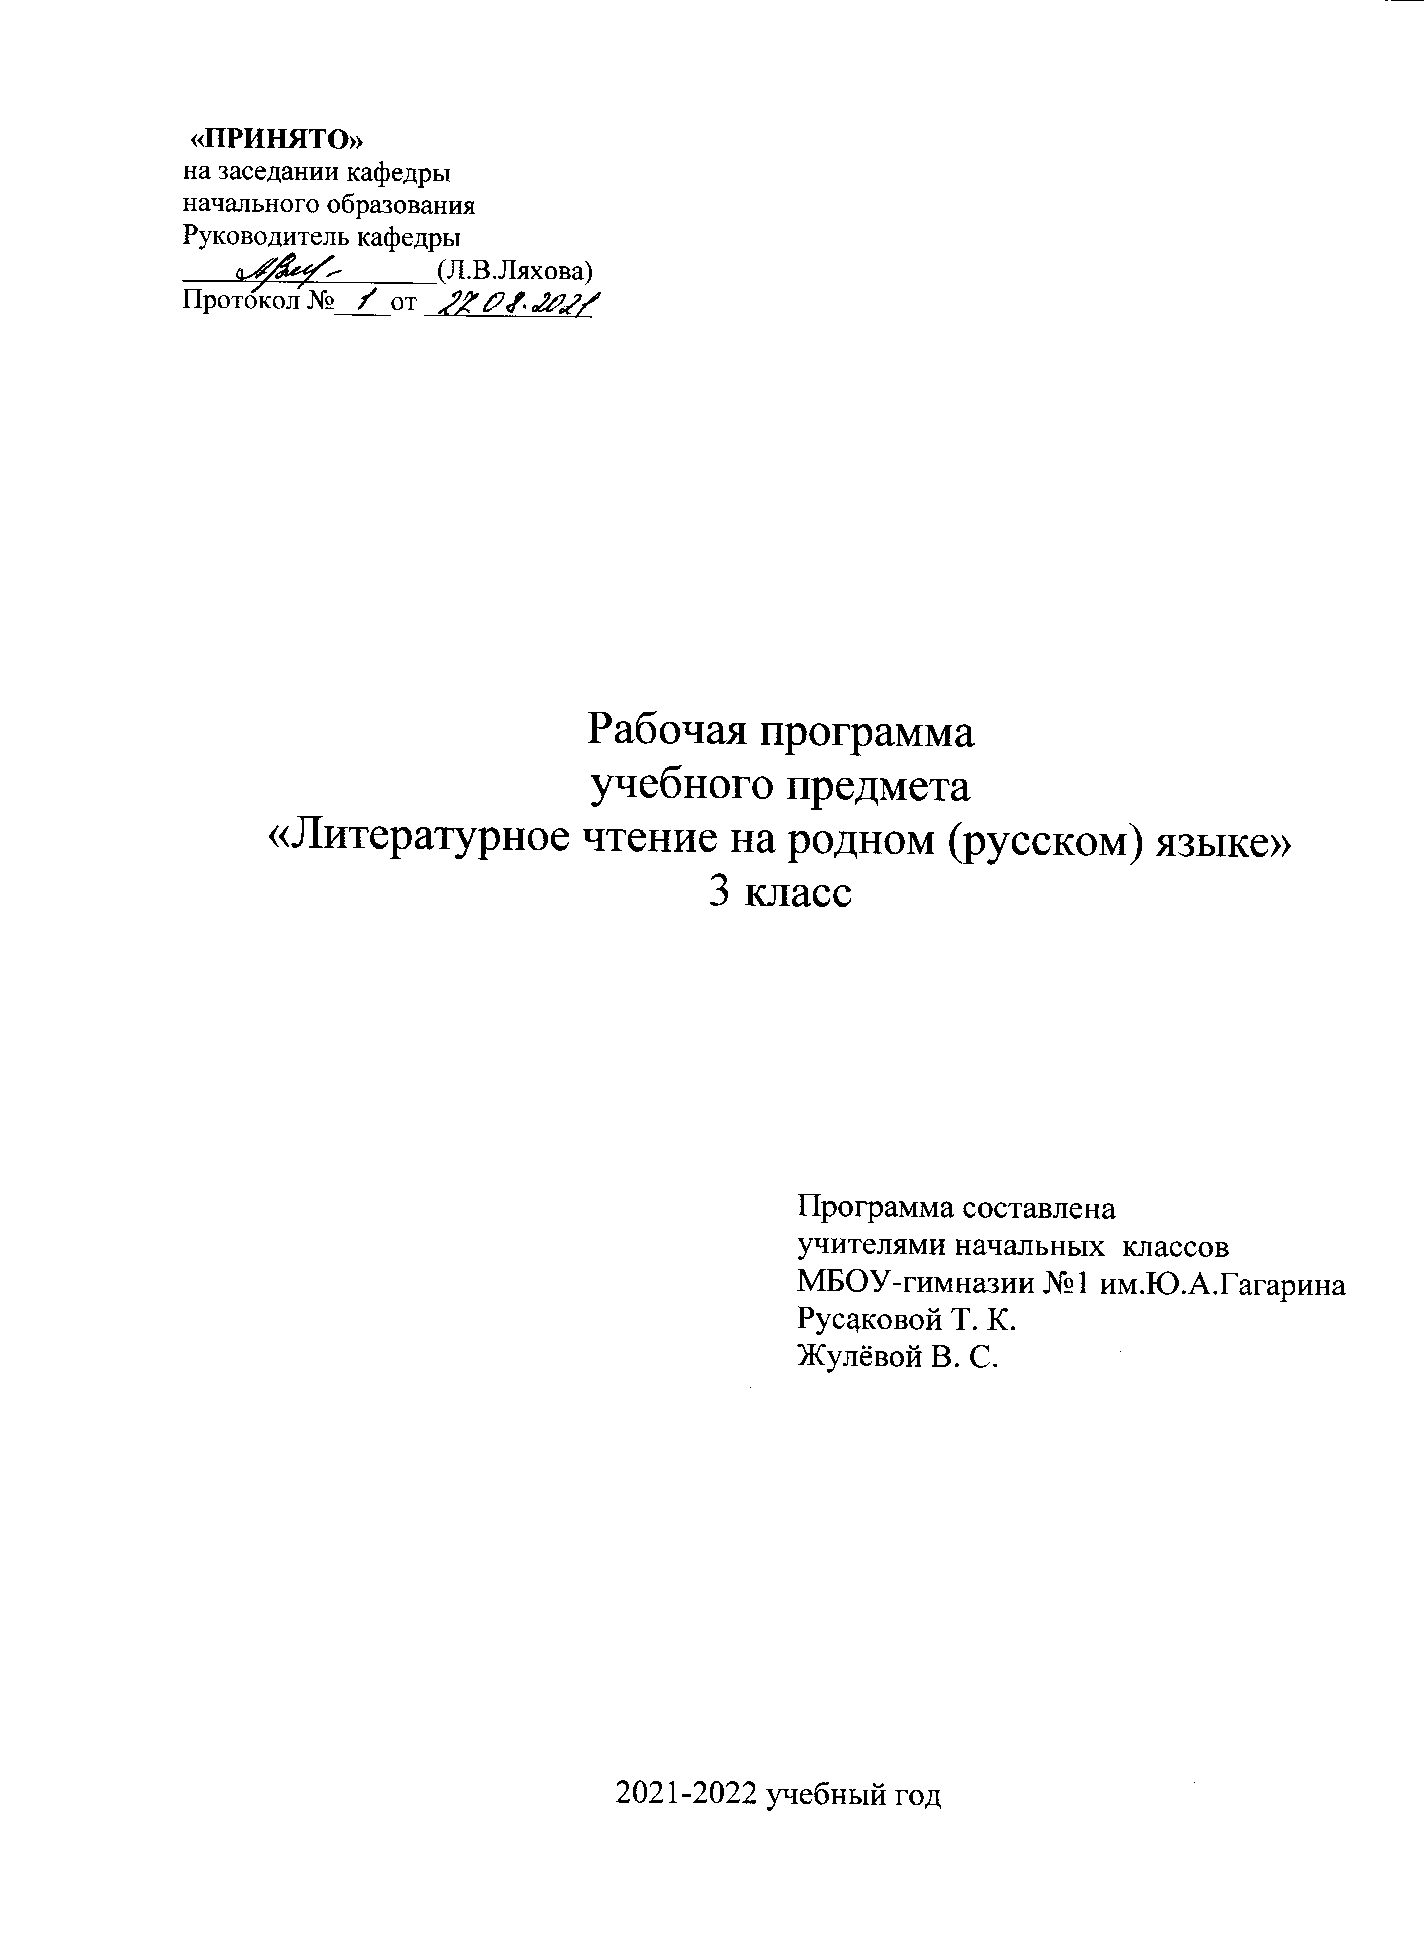 «ПРИНЯТО»
на заседании кафедры
начального образования
Руководитель кафедры
(Л.В.Ляхова)
Протокол № 1 от 27.08.2021
Рабочая программа
учебного предмета
«Литературное чтение на родном (русском) языке»
3 класс
Программа составлена
учителями начальных классов
МБОУ-гимназии №1 им.Ю.А.Гагарина
Русаковой Т. К.
Жулёвой В. С.
2021-2022 учебный год